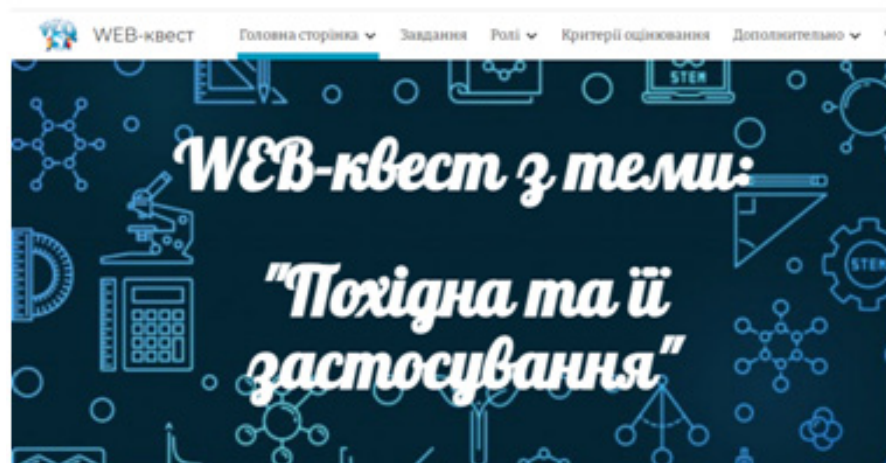 WEB-квест
Головна сторінка
Завдання
Ролі
Критерії оцінювання
Дополнительно
STEM
WEB-квест з теми:
STEM
"Похідна та її
застосування"